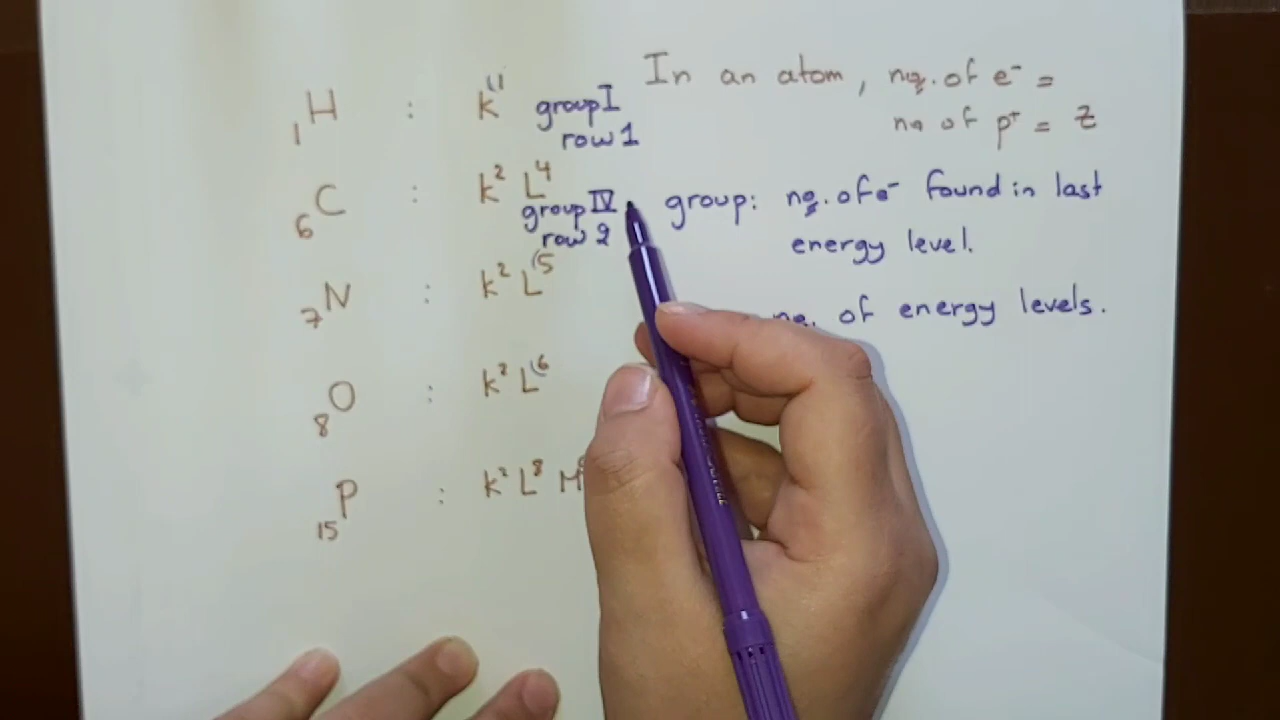 In an atom, nọ. of e⁻ =
no of p⁺ = Z
₁H : K¹ group I
row 1
₆C : K² L⁴
group IV
row 2
group: nọ. of e⁻ found in last
energy level.
₇N : K² L⁵
no. of energy levels.
₈O : K² L⁶
₁₅P : K² L⁸ M